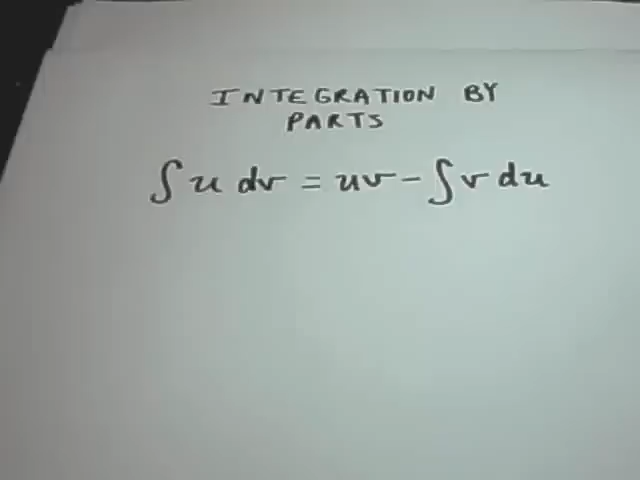 INTEGRATION BY
PARTS
∫ u dv = uv − ∫ v du